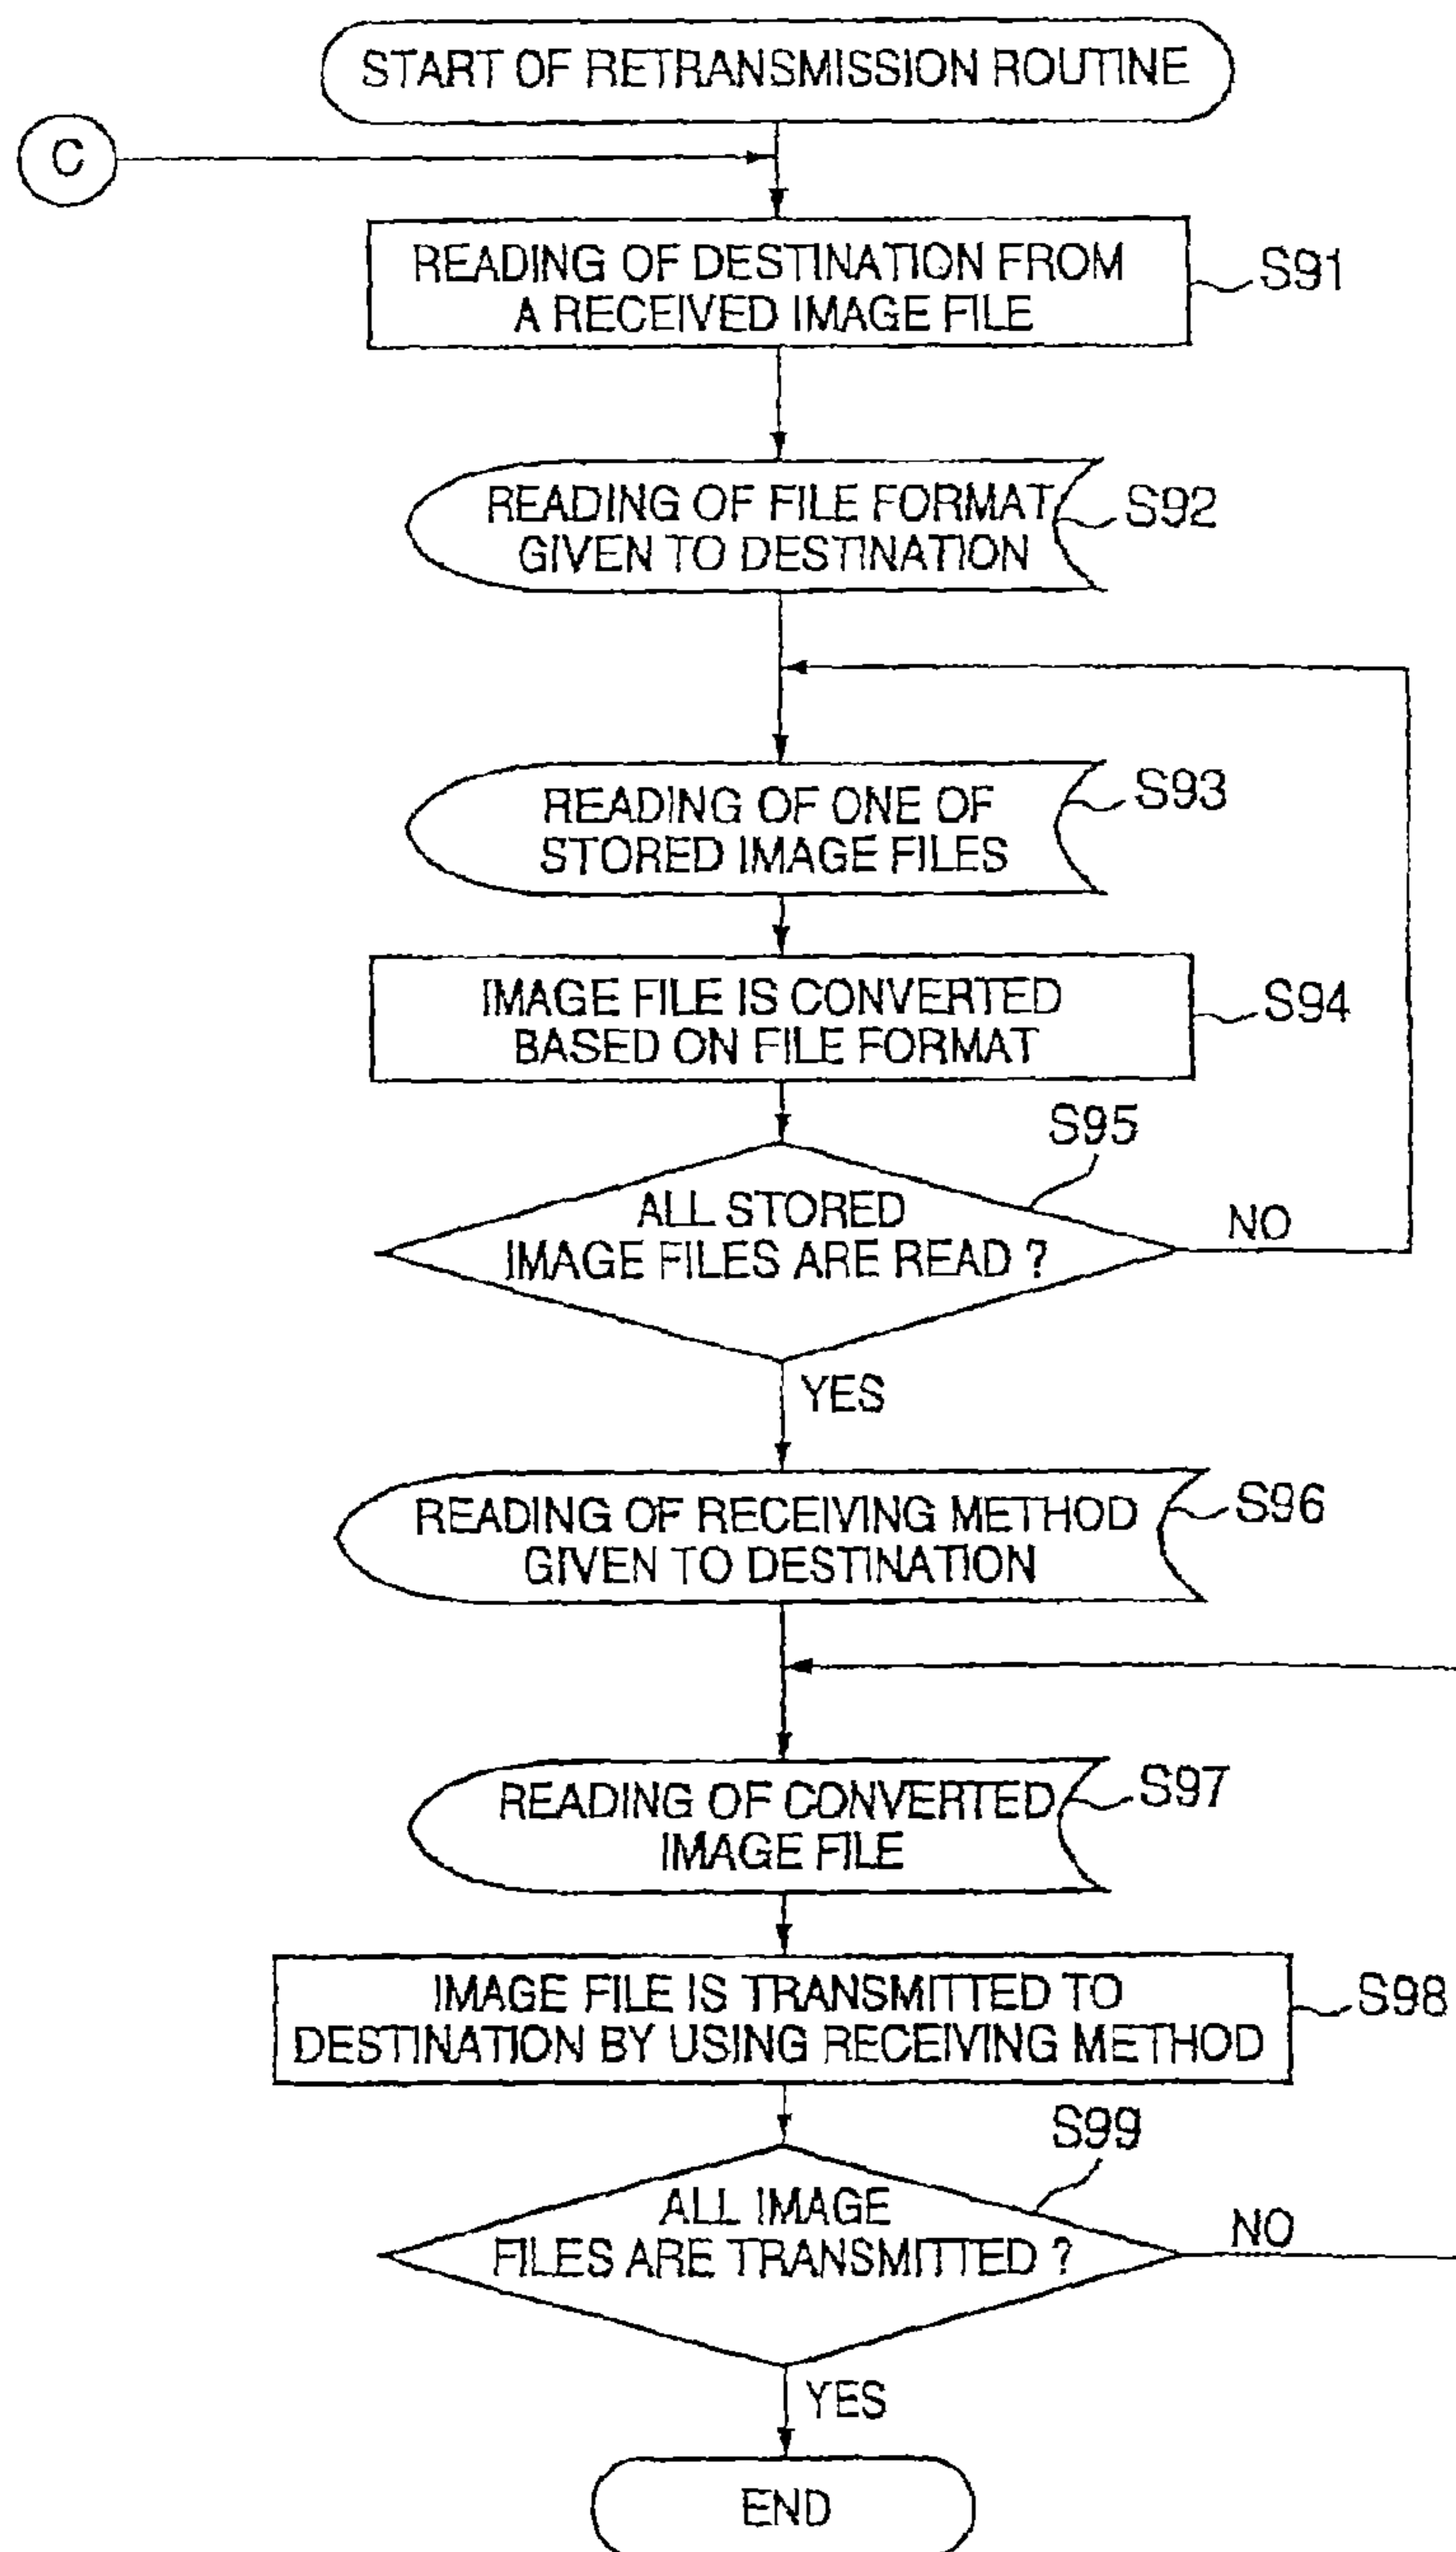 START OF RETRANSMISSION ROUTINE
C
READING OF DESTINATION FROM
A RECEIVED IMAGE FILE
S91
READING OF FILE FORMAT
GIVEN TO DESTINATION
S92
READING OF ONE OF
STORED IMAGE FILES
S93
IMAGE FILE IS CONVERTED
BASED ON FILE FORMAT
S94
S95
ALL STORED
IMAGE FILES ARE READ ?
NO
YES
READING OF RECEIVING METHOD
GIVEN TO DESTINATION
S96
READING OF CONVERTED
IMAGE FILE
S97
IMAGE FILE IS TRANSMITTED TO
DESTINATION BY USING RECEIVING METHOD
S98
S99
ALL IMAGE
FILES ARE TRANSMITTED ?
NO
YES
END